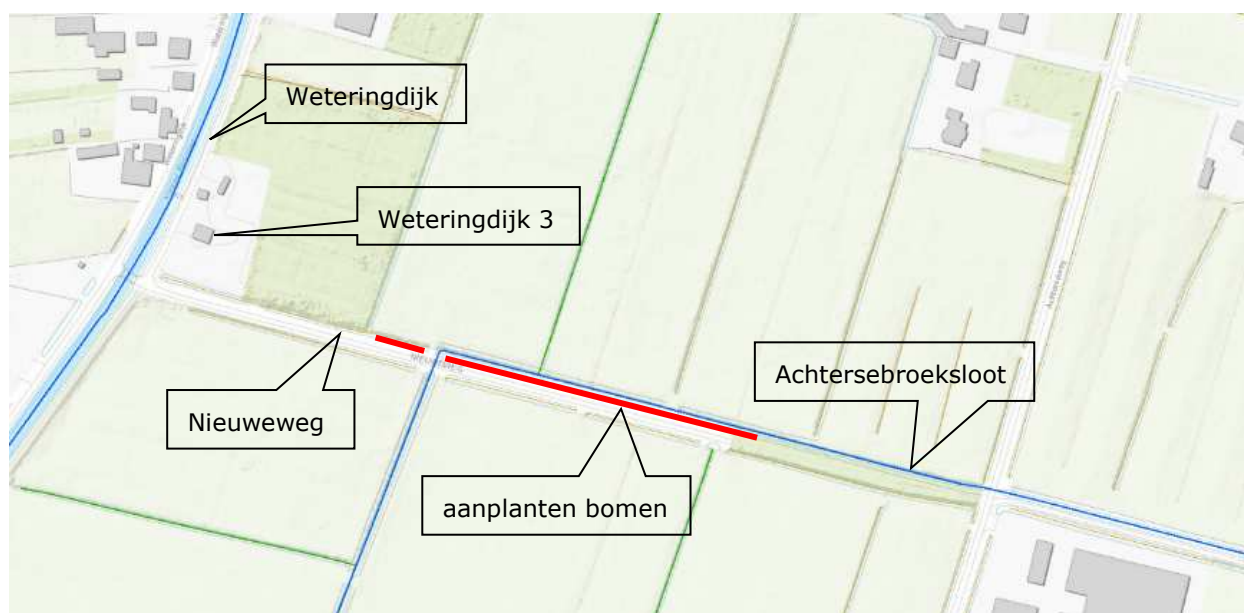 Weteringdijk
Weteringdijk 3
Achtersebroeksloot
Nieuweweg
aanplanten bomen